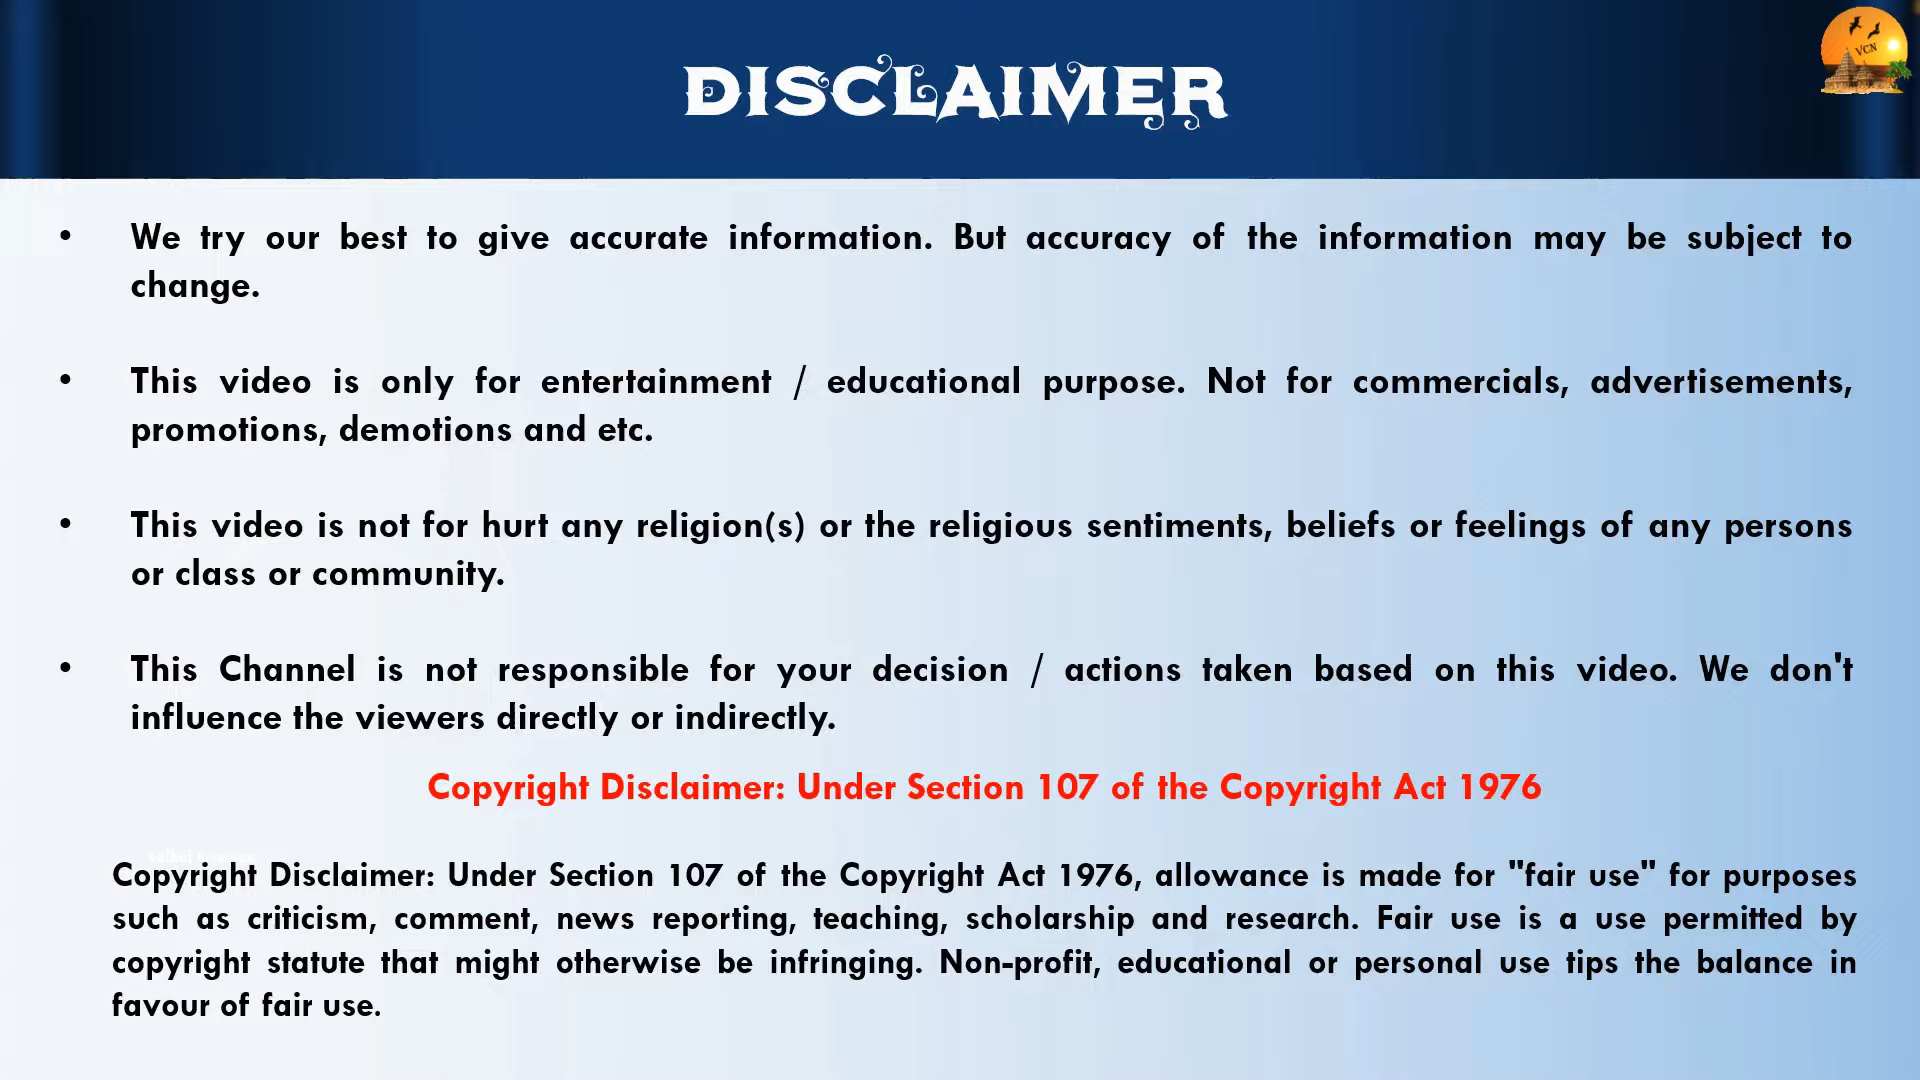 DISCLAIMER
VCN
• We try our best to give accurate information. But accuracy of the information may be subject to
change.
• This video is only for entertainment / educational purpose. Not for commercials, advertisements,
promotions, demotions and etc.
• This video is not for hurt any religion(s) or the religious sentiments, beliefs or feelings of any persons
or class or community.
• This Channel is not responsible for your decision / actions taken based on this video. We don't
influence the viewers directly or indirectly.
Copyright Disclaimer: Under Section 107 of the Copyright Act 1976
Copyright Disclaimer: Under Section 107 of the Copyright Act 1976, allowance is made for "fair use" for purposes
such as criticism, comment, news reporting, teaching, scholarship and research. Fair use is a use permitted by
copyright statute that might otherwise be infringing. Non-profit, educational or personal use tips the balance in
favour of fair use.